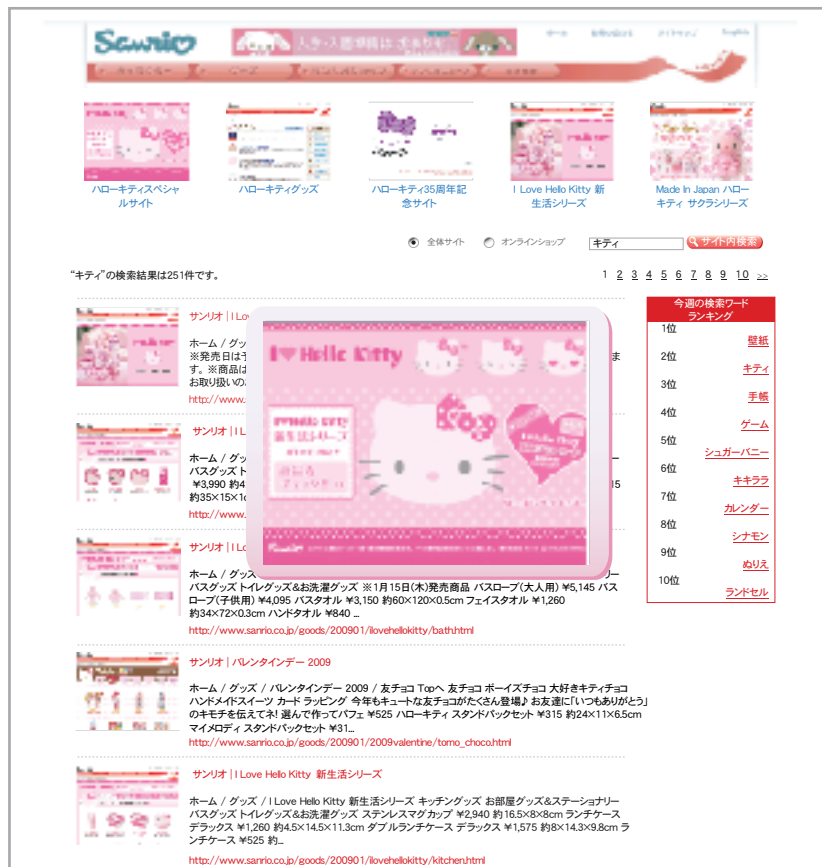 Sanrio
English
ハローキティスペシャ
ルサイト
ハローキティグッズ
ハローキティ35周年記
念サイト
I Love Hello Kitty 新
生活シリーズ
Made In Japan ハロー
キティ サクラシリーズ
全体サイト
オンラインショップ
キティ
サイト内検索
“キティ”の検索結果は251件です。
1 2 3 4 5 6 7 8 9 10 >>
今週の検索ワード
ランキング
1位
壁紙
2位
キティ
3位
手帳
4位
ゲーム
5位
シュガーバニー
6位
キキララ
7位
カレンダー
8位
シナモン
9位
ぬりえ
10位
ランドセル
サンリオ | I Lov
ホーム / グッ
※発売日は予 ま
す。 ※商品は
お取り扱いの
http://www.
I ♥ Hello Kitty
I ♥ Hello Kitty
新生活シリーズ
サンリオ | I L
ホーム / グッ ー
バスグッズ ト
¥3,990 約4 15
約35×15×1c
http://www.
サンリオ | I Lo
ホーム / グッズ リー
バスグッズ トイレグッズ&お洗濯グッズ ※1月15日(木)発売商品 バスローブ(大人用) ¥5,145 バス
ローブ(子供用) ¥4,095 バスタオル ¥3,150 約60×120×0.5cm フェイスタオル ¥1,260
約34×72×0.3cm ハンドタオル ¥840 ...
http://www.sanrio.co.jp/goods/200901/ilovehellokitty/bath.html
サンリオ | バレンタインデー 2009
ホーム / グッズ / バレンタインデー 2009 / 友チョコ Topへ 友チョコ ボーイズチョコ 大好きキティチョコ
ハンドメイドスイーツ カード ラッピング 今年もキュートな友チョコがたくさん登場♪ お友達に「いつもありがとう」
のキモチを伝えてネ! 選んで作ってパフェ ¥525 ハローキティ スタンドパックセット ¥315 約24×11×6.5cm
マイメロディ スタンドパックセット ¥31...
http://www.sanrio.co.jp/goods/200901/2009valentine/tomo_choco.html
サンリオ | I Love Hello Kitty 新生活シリーズ
ホーム / グッズ / I Love Hello Kitty 新生活シリーズ キッチングッズ お部屋グッズ&ステーショナリー
バスグッズ トイレグッズ&お洗濯グッズ ステンレスマグカップ ¥2,940 約16.5×8×8cm ランチケース
デラックス ¥1,260 約4.5×14.5×11.3cm ダブルランチケース デラックス ¥1,575 約8×14.3×9.8cm ラ
ンチケース ¥525 約...
http://www.sanrio.co.jp/goods/200901/ilovehellokitty/kitchen.html